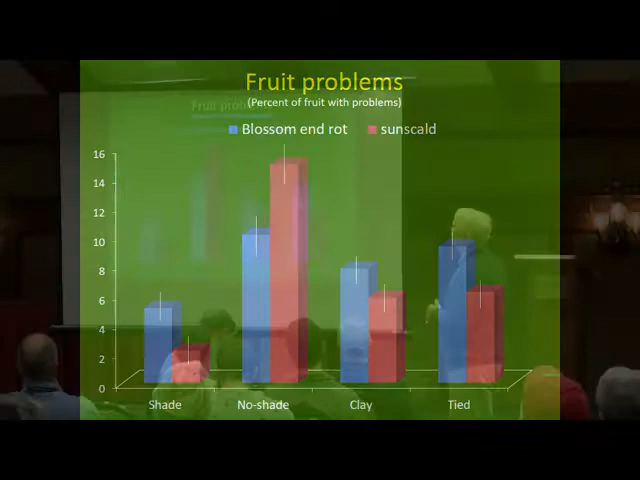 Fruit problems
(Percent of fruit with problems)
Blossom end rot sunscald
16
14
12
10
8
6
4
2
0
Shade No-shade Clay Tied